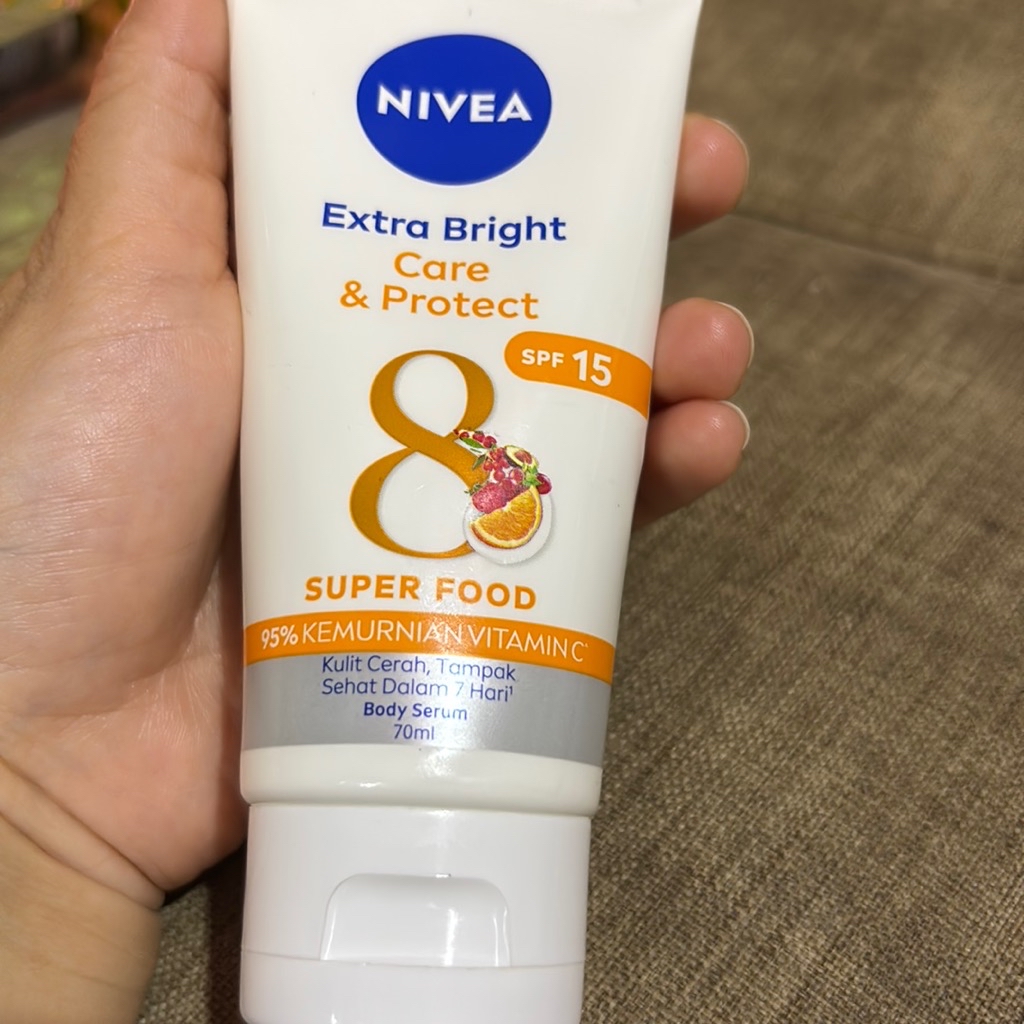 NIVEA
Extra Bright
Care
& Protect
SPF 15
8
SUPER FOOD
95% KEMURNIAN VITAMIN C*
Kulit Cerah, Tampak
Sehat Dalam 7 Hari¹
Body Serum
70ml